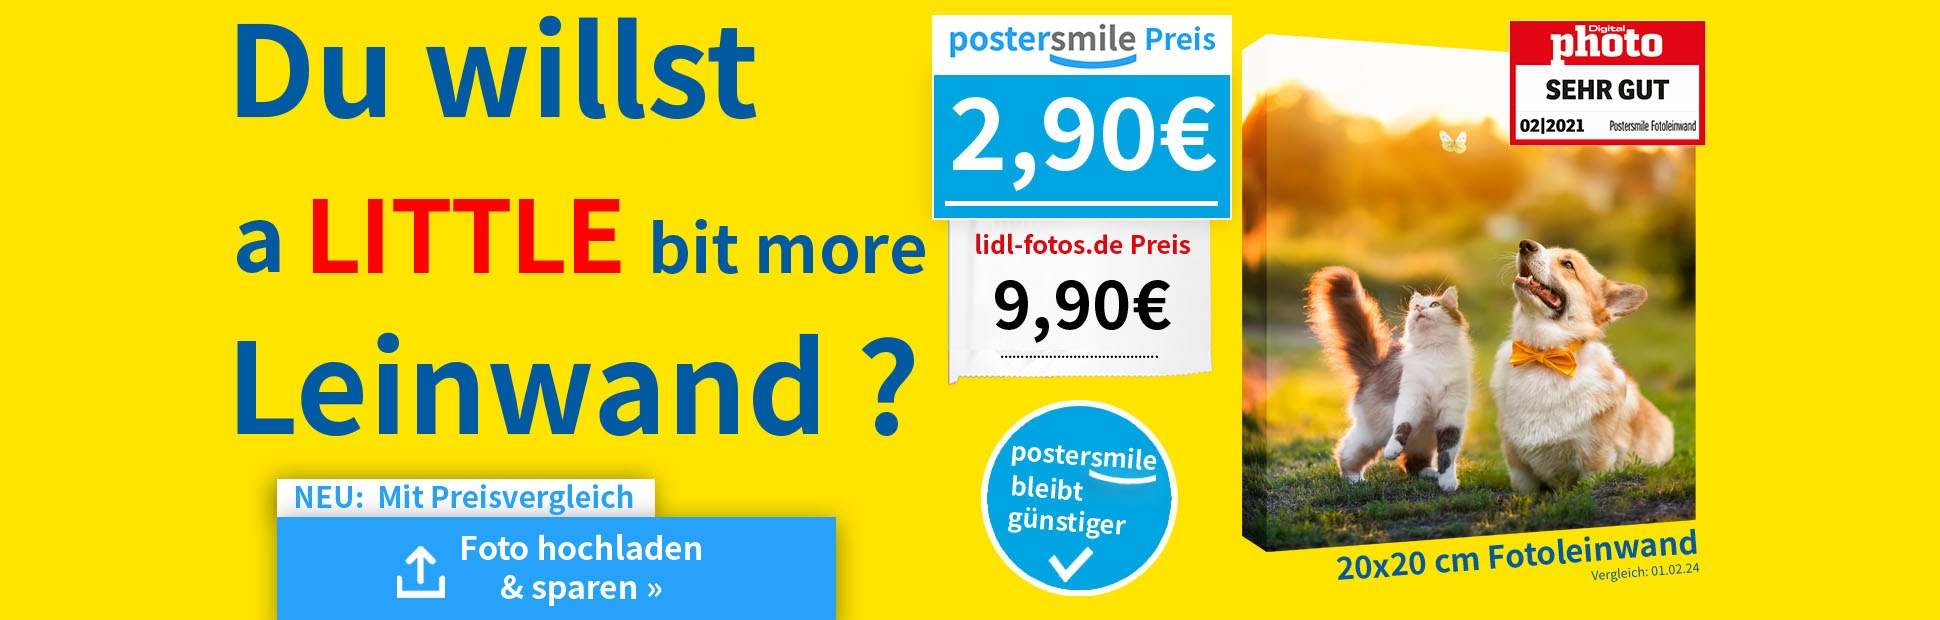 Du willst
a LITTLE bit more
Leinwand ?
NEU: Mit Preisvergleich
Foto hochladen
& sparen »
postersmile Preis
2,90€
lidl-fotos.de Preis
9,90€
postersmile
bleibt
günstiger
Digital
photo
SEHR GUT
02|2021 Postersmile Fotoleinwand
20x20 cm Fotoleinwand
Vergleich: 01.02.24